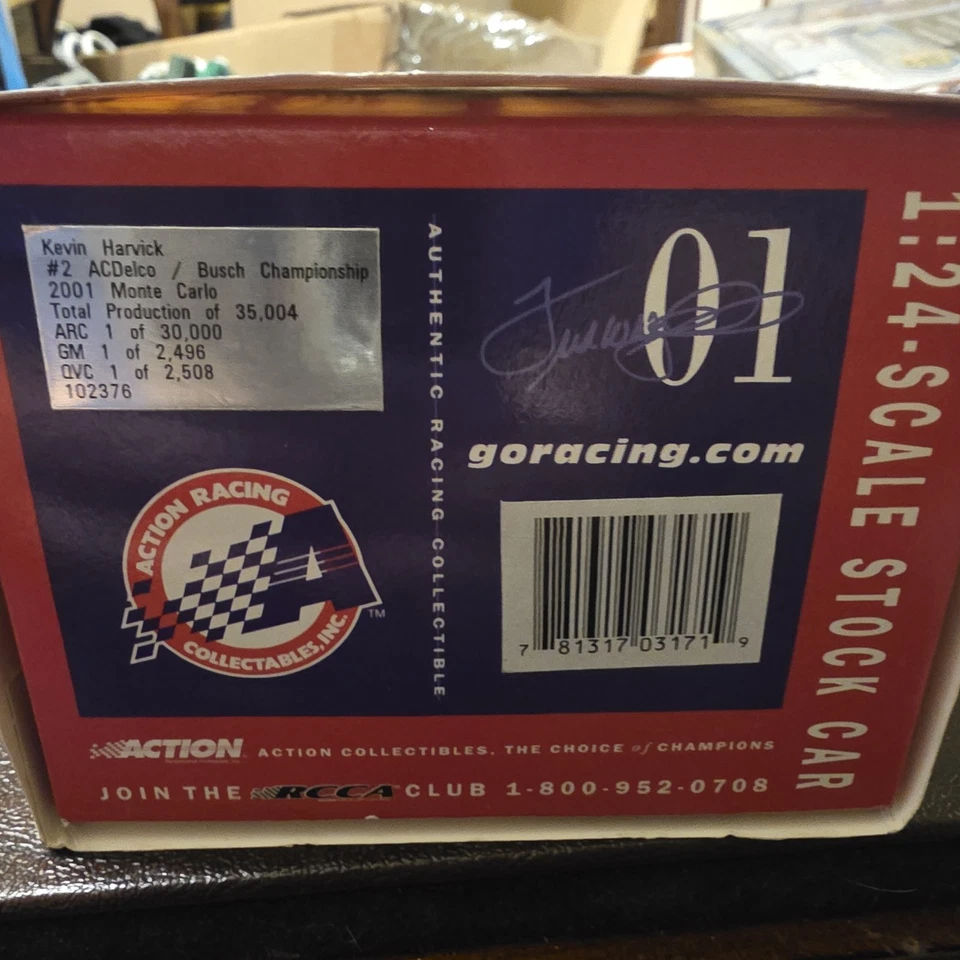 Kevin Harvick
#2 ACDelco / Busch Championship
2001 Monte Carlo
Total Production of 35,004
ARC 1 of 30,000
GM 1 of 2,496
QVC 1 of 2,508
102376
AUTHENTIC RACING COLLECTIBLE
01
goracing.com
7 81317 03171 9
ACTION RACING
COLLECTABLES, INC.
TM
1:24-SCALE STOCK CAR
ACTION ACTION COLLECTIBLES, THE CHOICE of CHAMPIONS
JOIN THE RCCA CLUB 1-800-952-0708